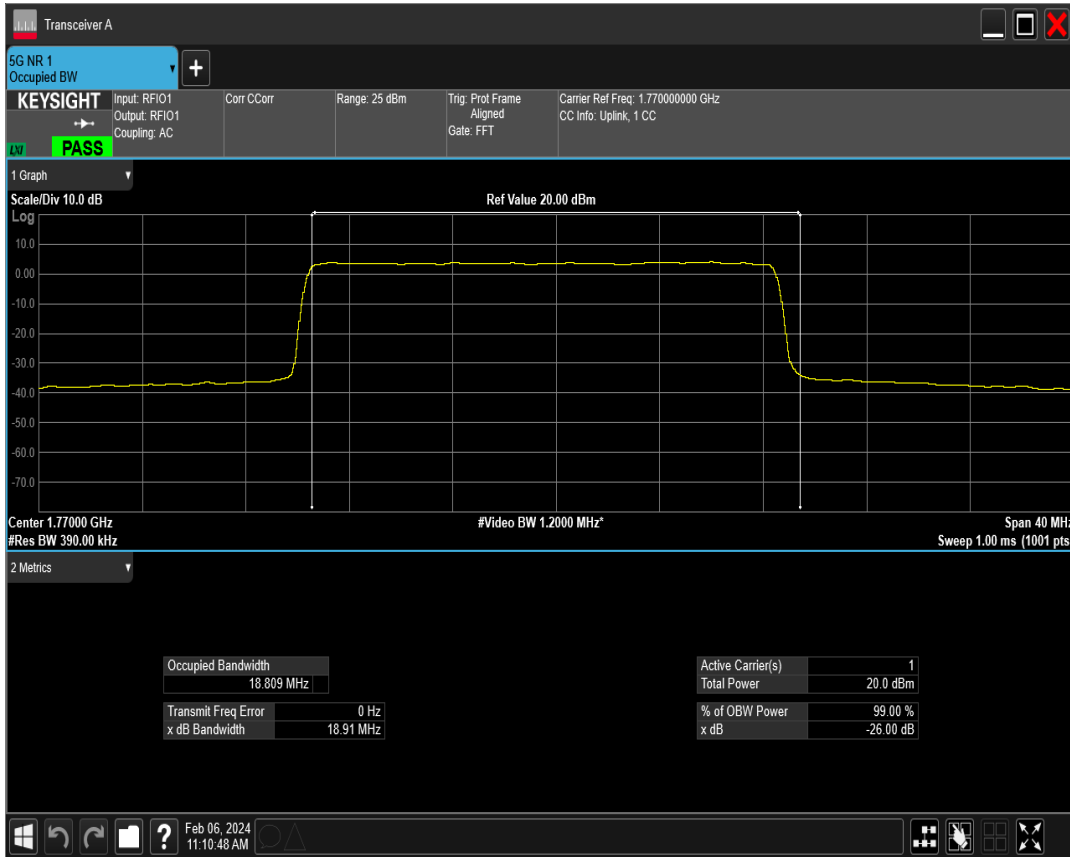 Transceiver A
5G NR 1
Occupied BW
KEYSIGHT
LXI
PASS
Input: RFIO1
Output: RFIO1
Coupling: AC
Corr CCorr
Range: 25 dBm
Trig: Prot Frame
Aligned
Gate: FFT
Carrier Ref Freq: 1.770000000 GHz
CC Info: Uplink, 1 CC
1 Graph
Scale/Div 10.0 dB
Ref Value 20.00 dBm
Log
10.0
0.00
-10.0
-20.0
-30.0
-40.0
-50.0
-60.0
-70.0
Center 1.77000 GHz
#Video BW 1.2000 MHz*
Span 40 MHz
#Res BW 390.00 kHz
Sweep 1.00 ms (1001 pts
2 Metrics
Occupied Bandwidth
18.809 MHz
Transmit Freq Error 0 Hz
x dB Bandwidth 18.91 MHz
Active Carrier(s) 1
Total Power 20.0 dBm
% of OBW Power 99.00 %
x dB -26.00 dB
?
Feb 06, 2024
11:10:48 AM